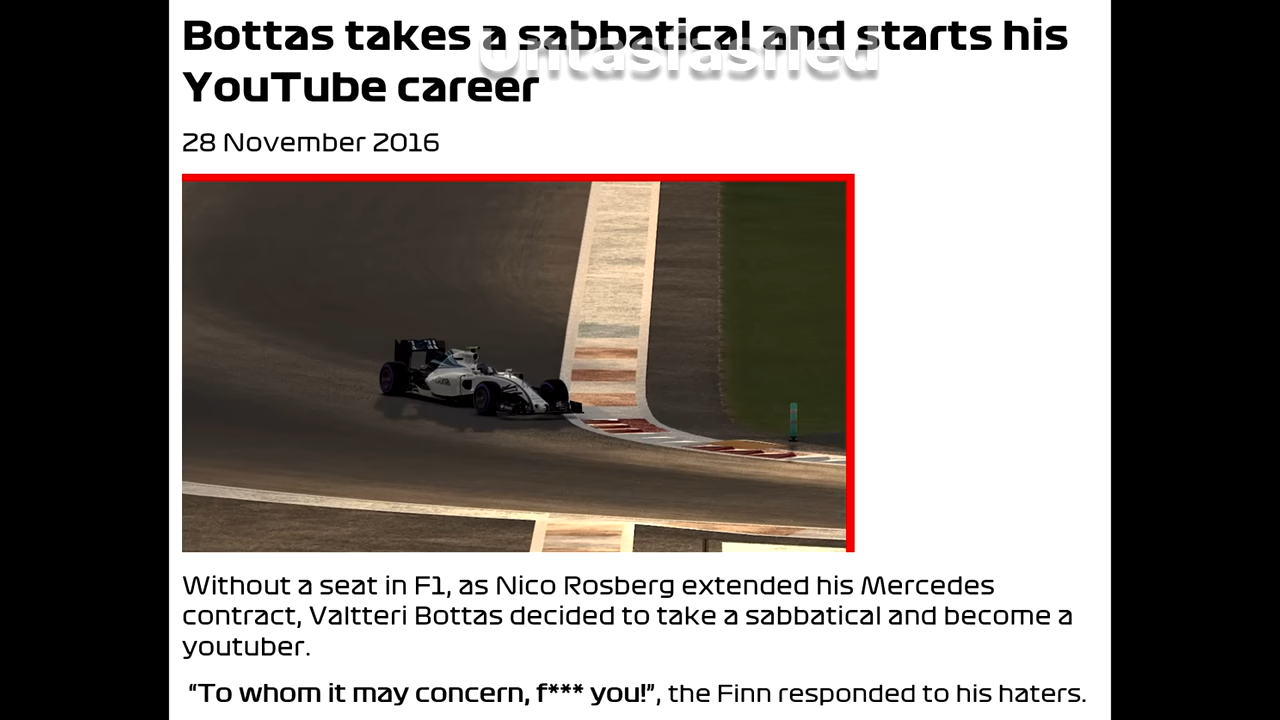 Bottas takes a sabbatical and starts his
YouTube career
28 November 2016
Without a seat in F1, as Nico Rosberg extended his Mercedes
contract, Valtteri Bottas decided to take a sabbatical and become a
youtuber.
“To whom it may concern, f*** you!”, the Finn responded to his haters.